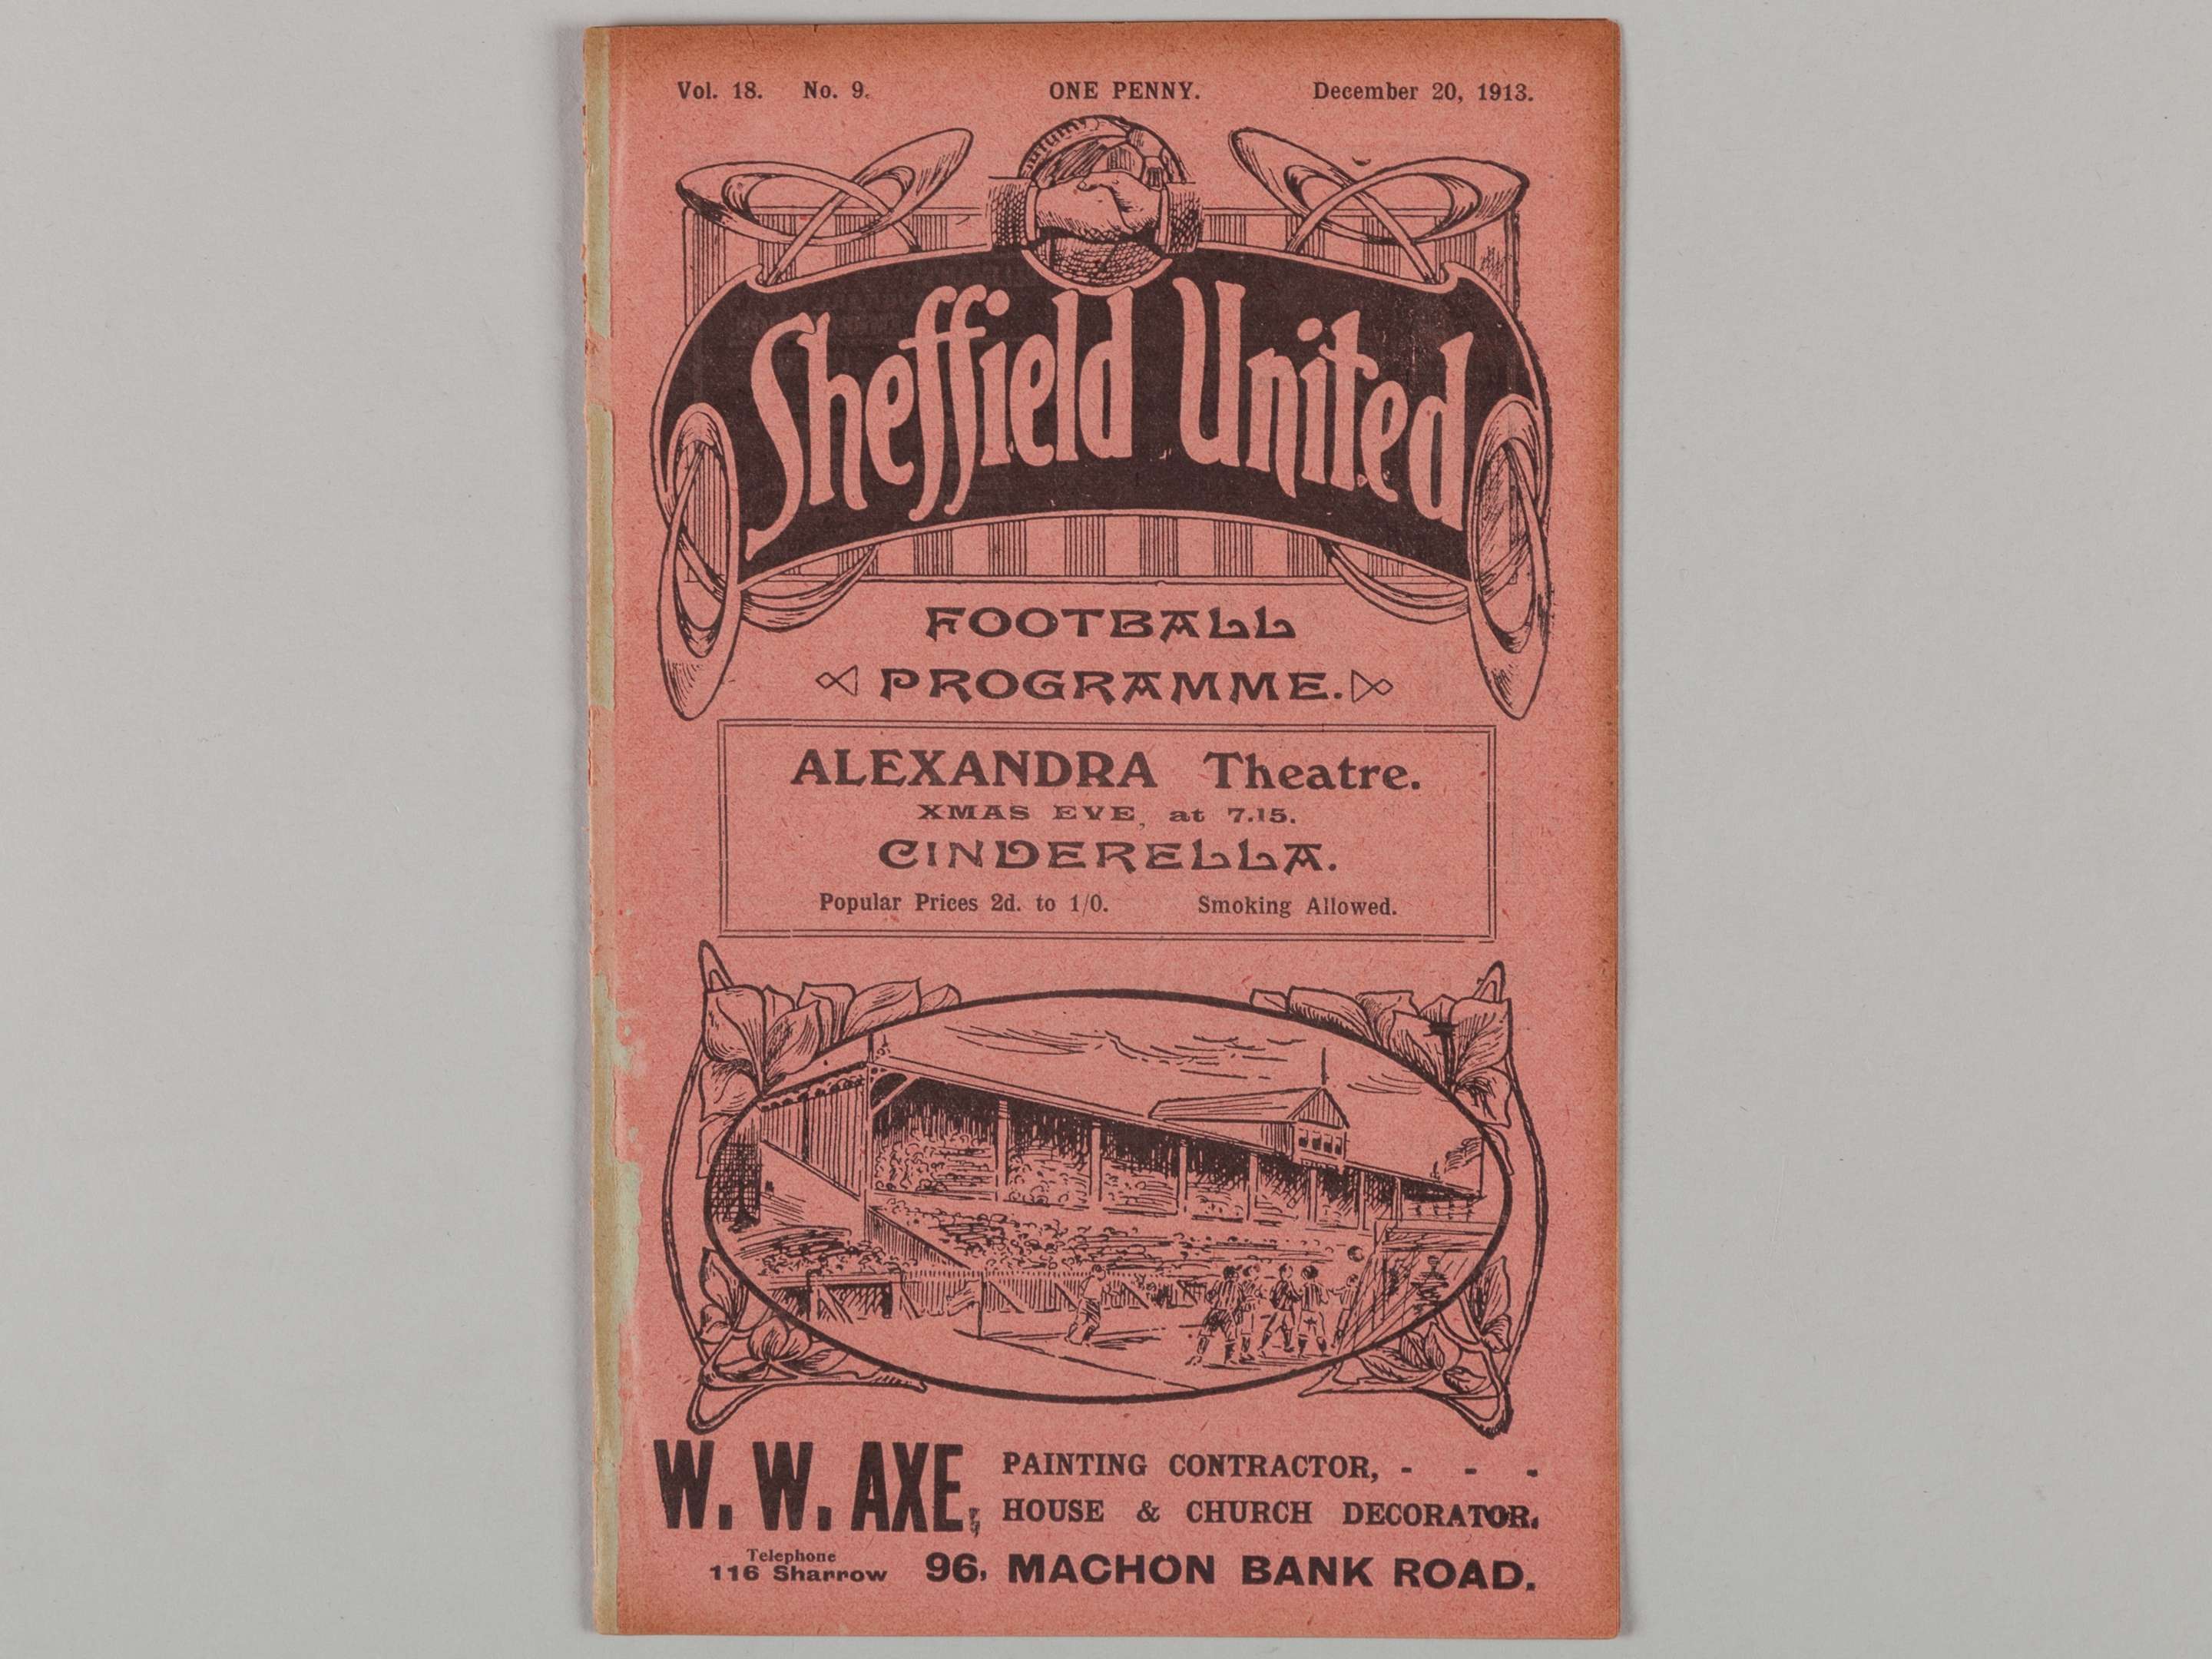 Vol. 18. No. 9. ONE PENNY. December 20, 1913.
Sheffield United
FOOTBALL
PROGRAMME.
ALEXANDRA Theatre.
XMAS EVE, at 7.15.
CINDERELLA.
Popular Prices 2d. to 1/0. Smoking Allowed.
W. W. AXE, PAINTING CONTRACTOR, - - -
HOUSE & CHURCH DECORATOR.
Telephone
116 Sharrow 96, MACHON BANK ROAD.